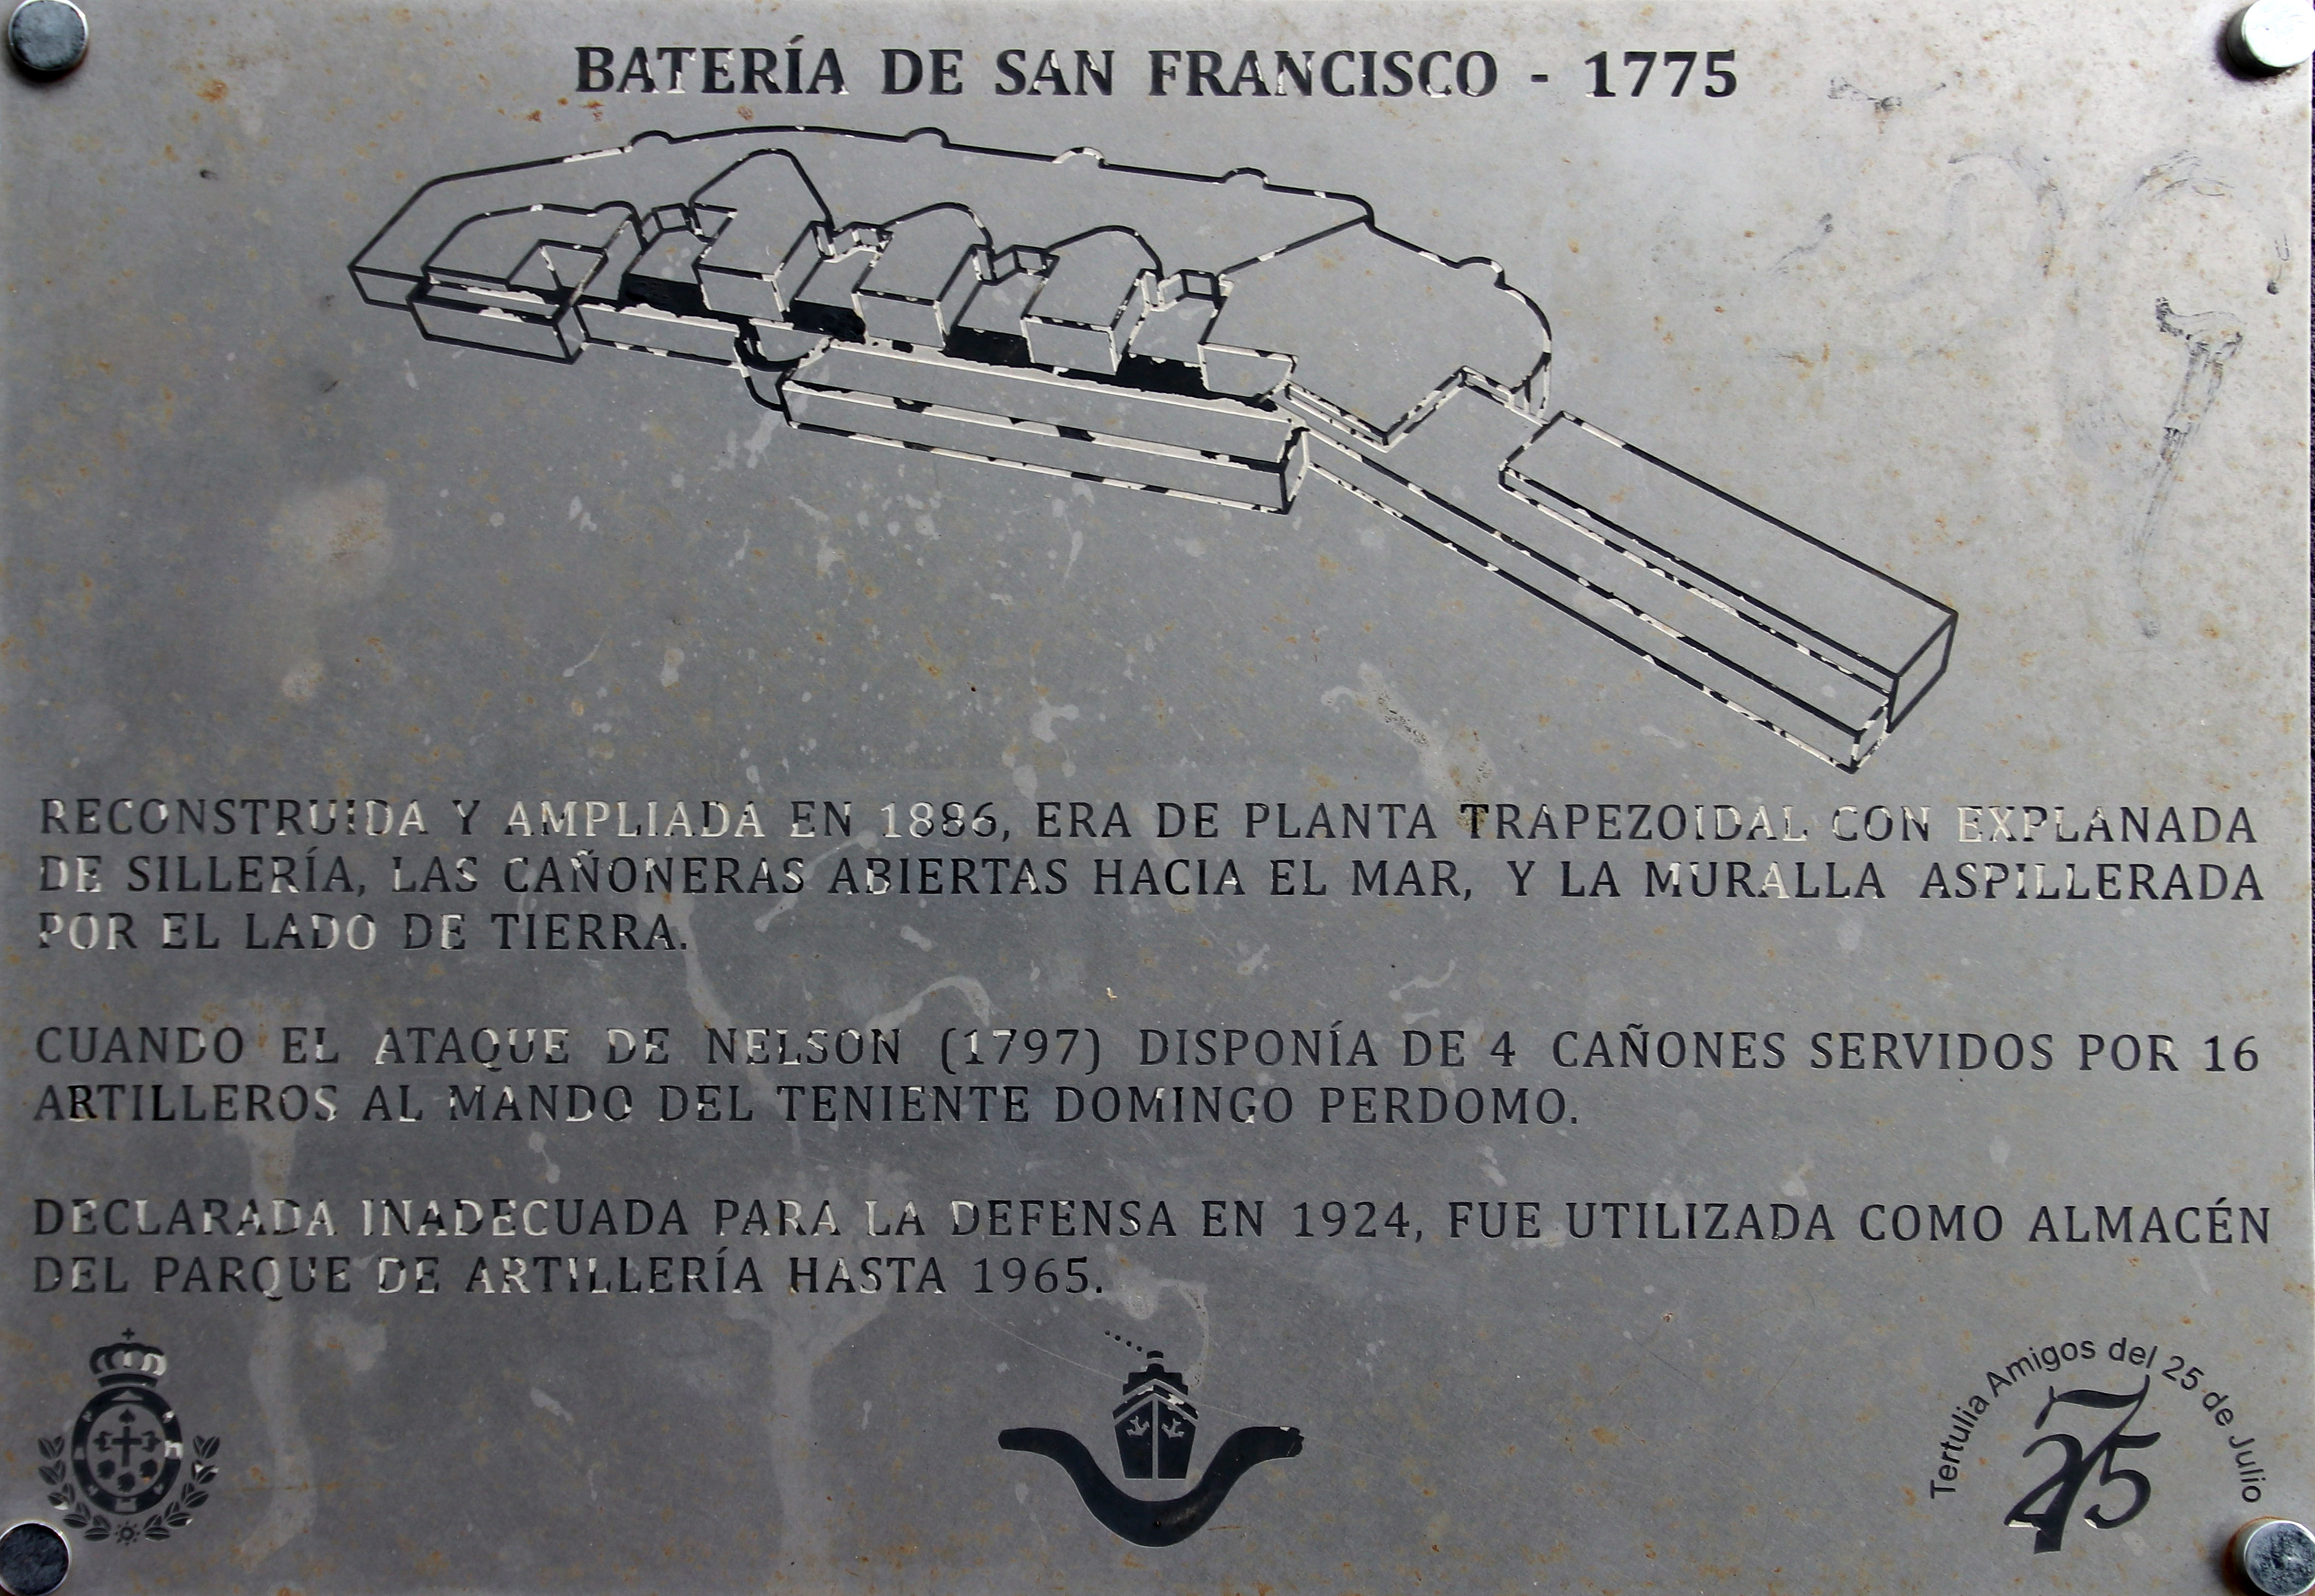 BATERÍA DE SAN FRANCISCO - 1775
RECONSTRUIDA Y AMPLIADA EN 1886, ERA DE PLANTA TRAPEZOIDAL CON EXPLANADA
DE SILLERÍA, LAS CAÑONERAS ABIERTAS HACIA EL MAR, Y LA MURALLA ASPILLERADA
POR EL LADO DE TIERRA.
CUANDO EL ATAQUE DE NELSON (1797) DISPONÍA DE 4 CAÑONES SERVIDOS POR 16
ARTILLEROS AL MANDO DEL TENIENTE DOMINGO PERDOMO.
DECLARADA INADECUADA PARA LA DEFENSA EN 1924, FUE UTILIZADA COMO ALMACÉN
DEL PARQUE DE ARTILLERÍA HASTA 1965.
Tertulia Amigos del 25 de Julio
25